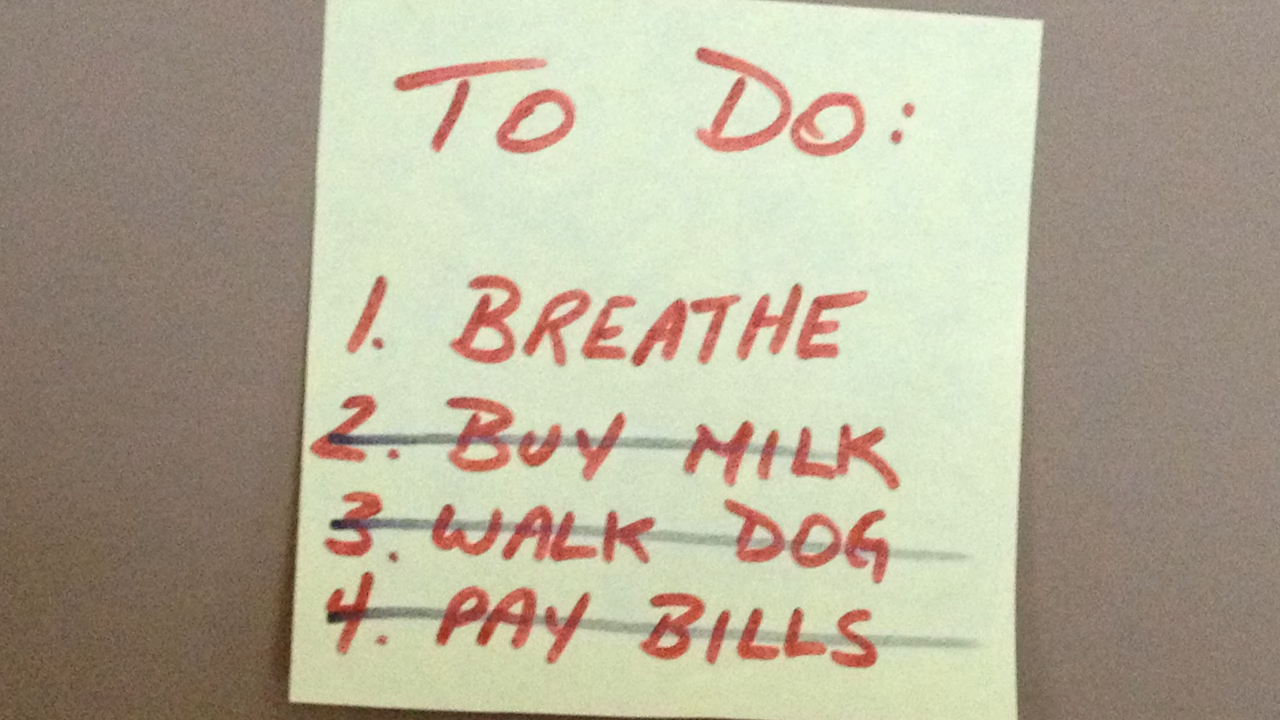 TO DO:
1. BREATHE
2. BUY MILK
3. WALK DOG
4. PAY BILLS